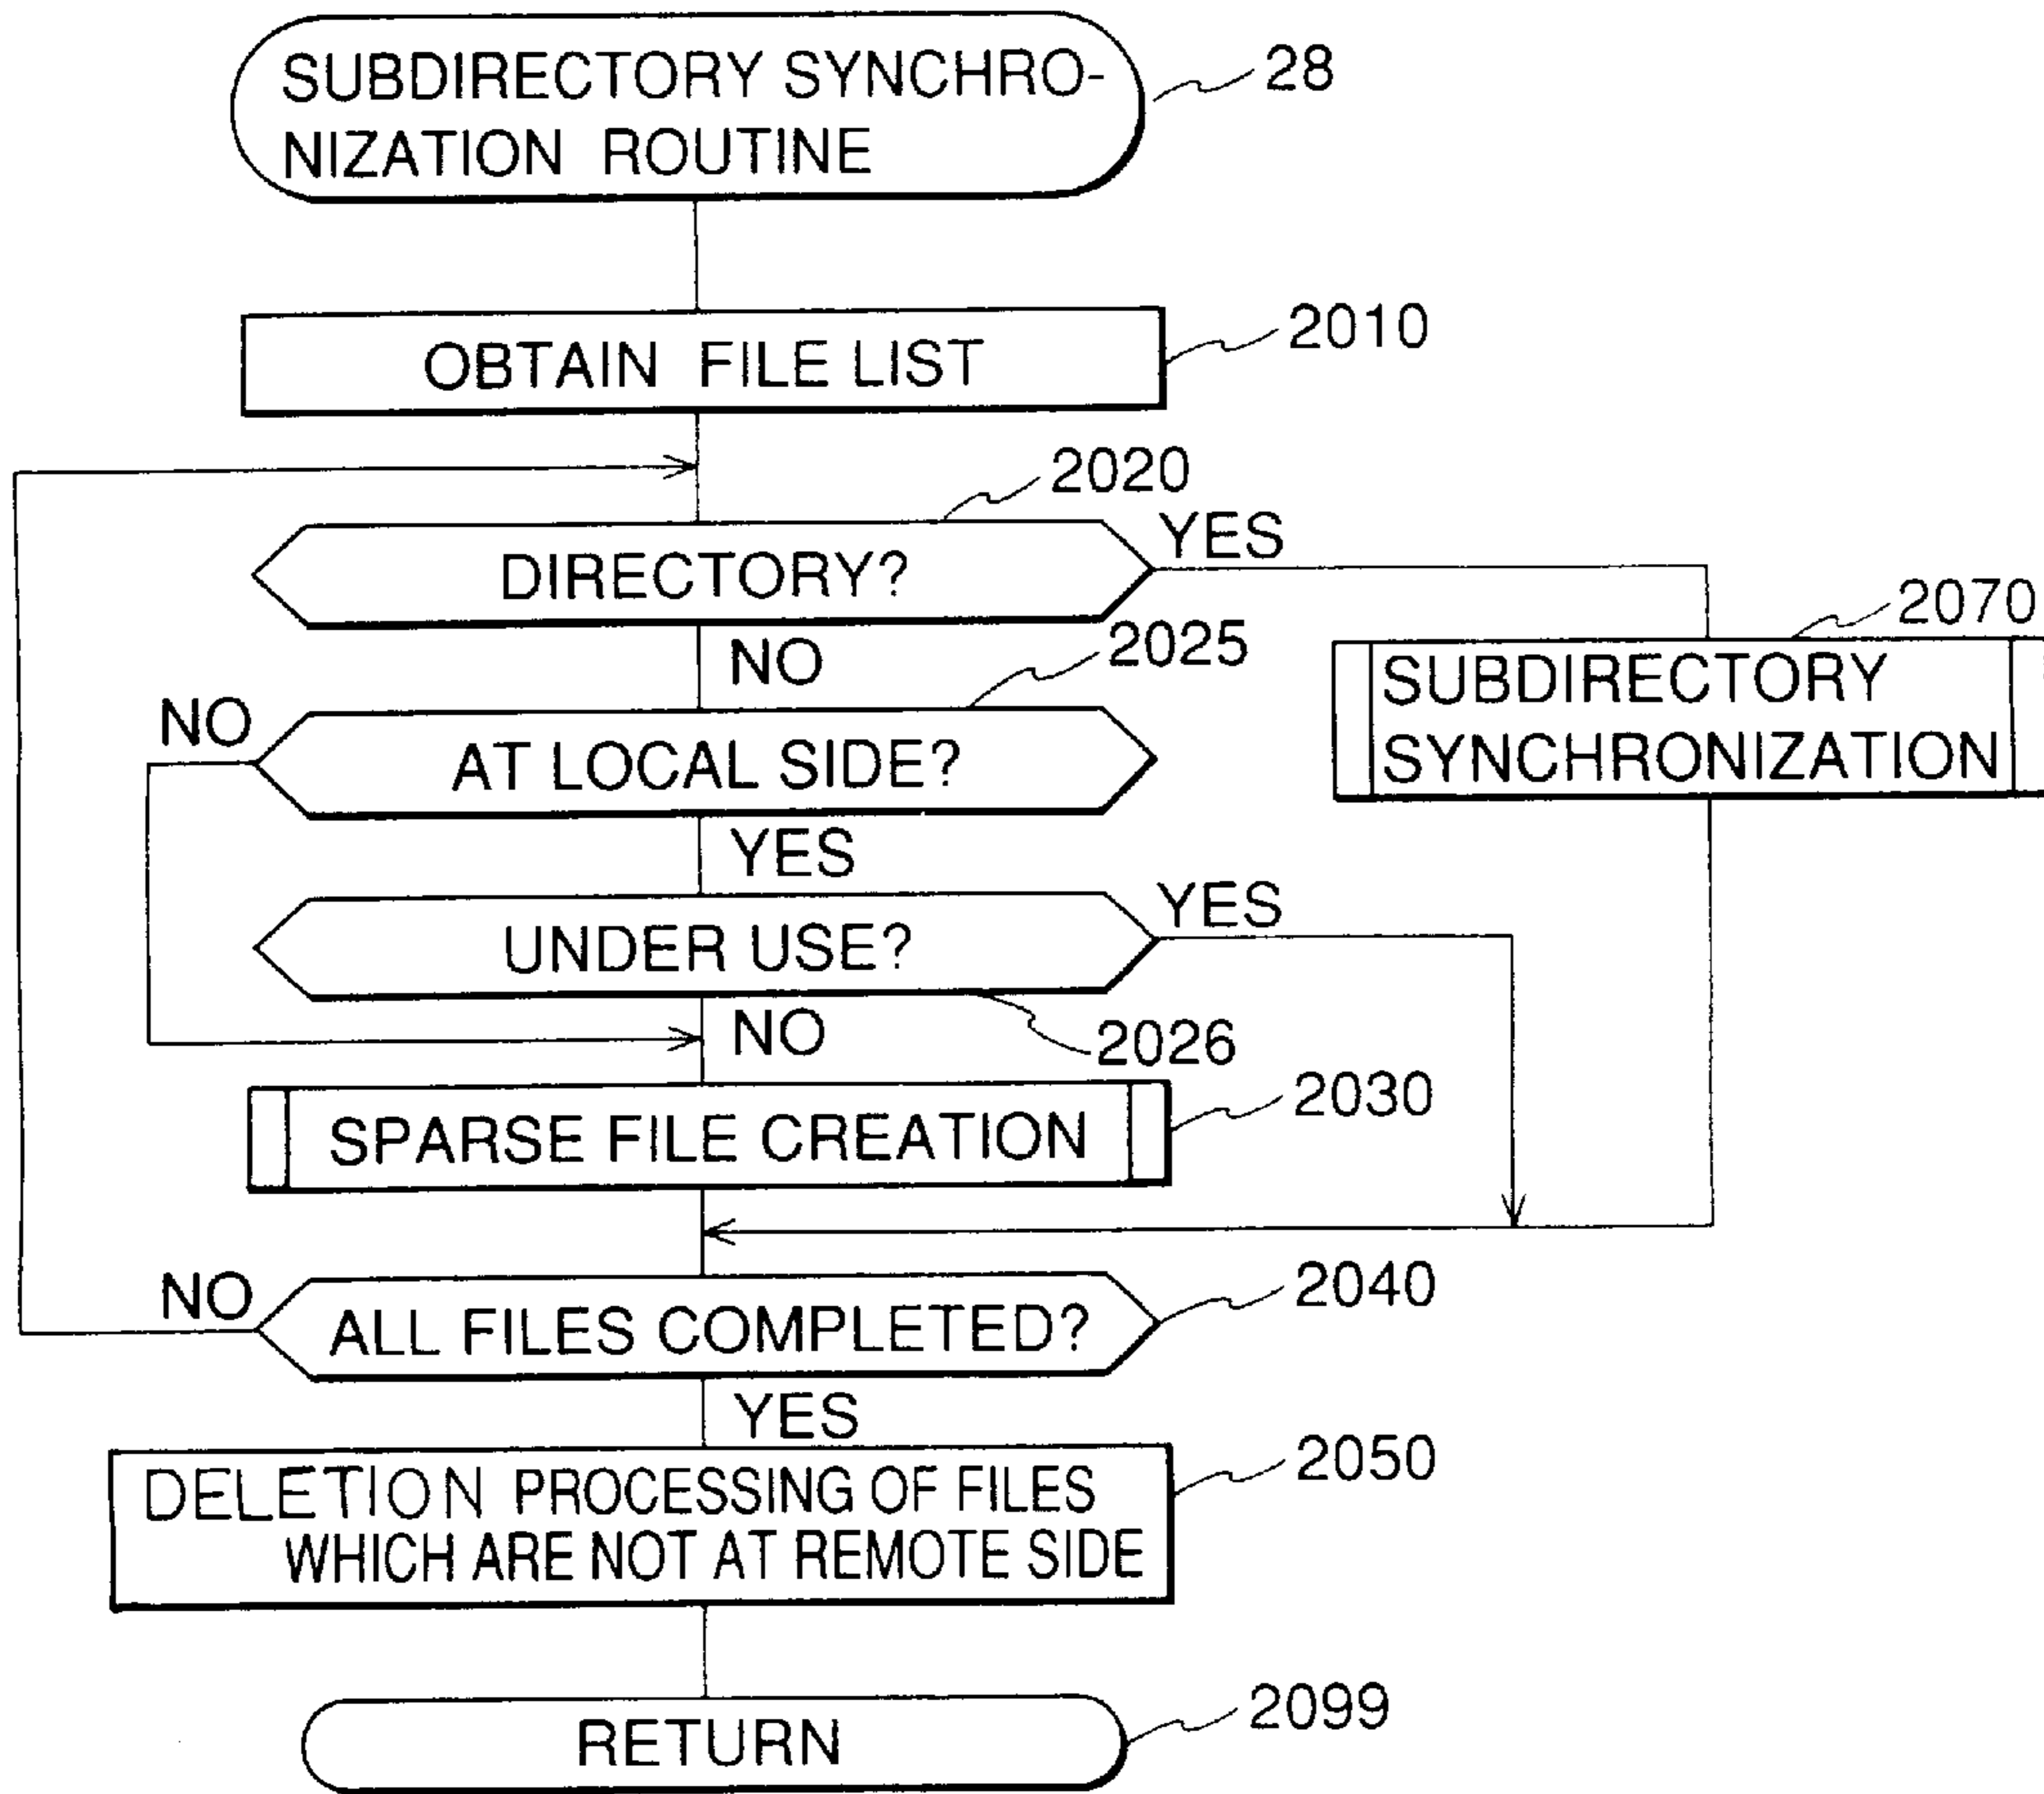 SUBDIRECTORY SYNCHRO-
NIZATION ROUTINE
28
OBTAIN FILE LIST
2010
2020
DIRECTORY?
YES
NO
2025
2070
SUBDIRECTORY
SYNCHRONIZATION
NO
AT LOCAL SIDE?
YES
UNDER USE?
YES
NO
2026
SPARSE FILE CREATION
2030
NO
ALL FILES COMPLETED?
2040
YES
DELETION PROCESSING OF FILES
WHICH ARE NOT AT REMOTE SIDE
2050
RETURN
2099